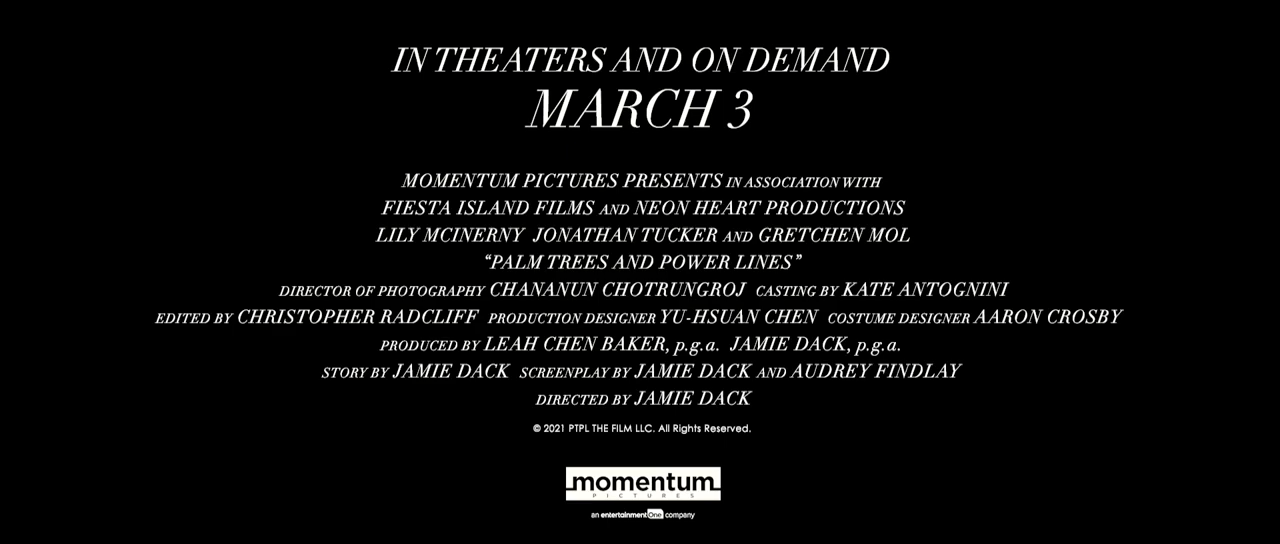 IN THEATERS AND ON DEMAND
MARCH 3
MOMENTUM PICTURES PRESENTS IN ASSOCIATION WITH
FIESTA ISLAND FILMS AND NEON HEART PRODUCTIONS
LILY MCINERNY JONATHAN TUCKER AND GRETCHEN MOL
“PALM TREES AND POWER LINES”
DIRECTOR OF PHOTOGRAPHY CHANANUN CHOTRUNGROJ CASTING BY KATE ANTOGNINI
EDITED BY CHRISTOPHER RADCLIFF PRODUCTION DESIGNER YU-HSUAN CHEN COSTUME DESIGNER AARON CROSBY
PRODUCED BY LEAH CHEN BAKER, p.g.a. JAMIE DACK, p.g.a.
STORY BY JAMIE DACK SCREENPLAY BY JAMIE DACK AND AUDREY FINDLAY
DIRECTED BY JAMIE DACK
© 2021 PTPL THE FILM LLC. All Rights Reserved.
momentum
PICTURES
an entertainmentOne company